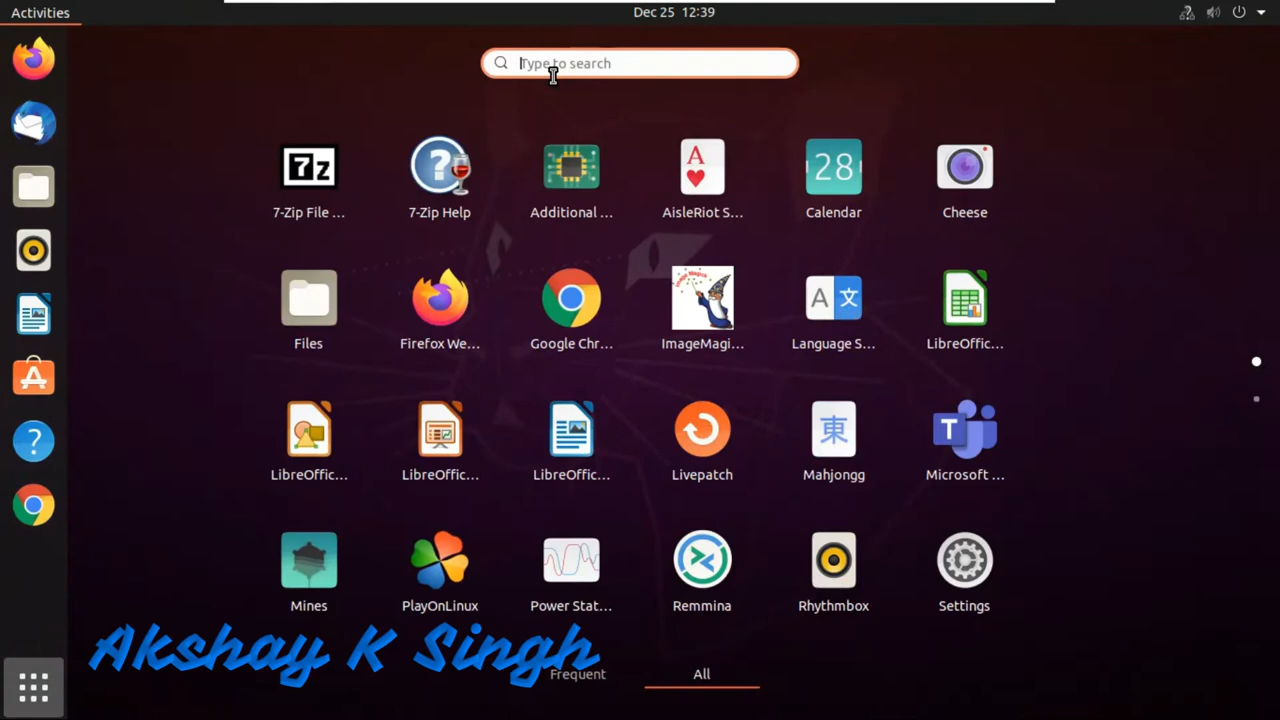 Activities
Dec 25 12:39
Type to search
7-Zip File ...
7-Zip Help
Additional ...
AisleRiot S...
28
Calendar
Cheese
Files
Firefox We...
Google Chr...
Image Magick
ImageMagi...
Language S...
LibreOffic...
LibreOffic...
LibreOffic...
LibreOffic...
Livepatch
東
Mahjongg
T
Microsoft ...
Mines
PlayOnLinux
Power Stat...
Remmina
Rhythmbox
Settings
Akshay K Singh
Frequent
All
7z
A
A 文
?
?